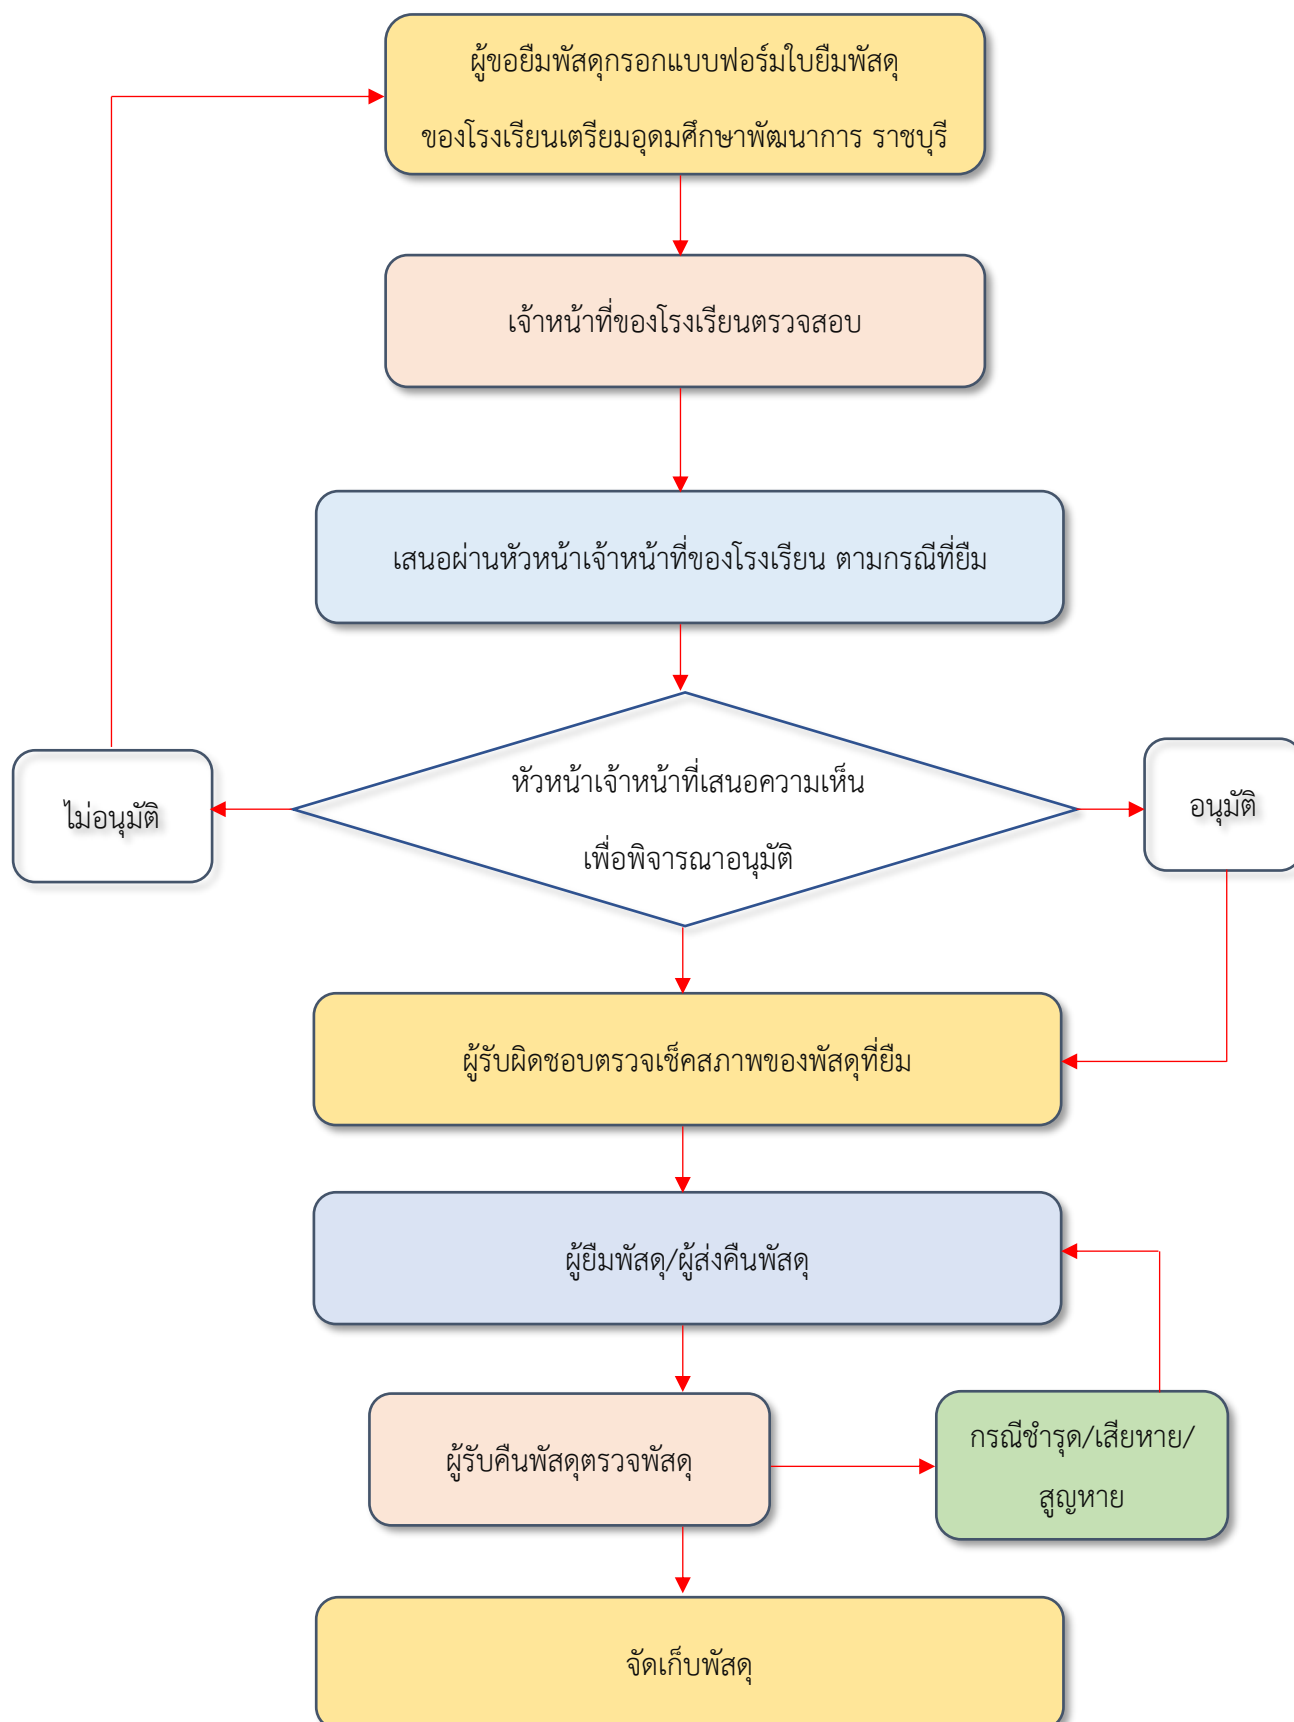 ผู้ขอยืมพัสดุกรอกแบบฟอร์มใบยืมพัสดุ
ของโรงเรียนเตรียมอุดมศึกษาพัฒนาการ ราชบุรี
เจ้าหน้าที่ของโรงเรียนตรวจสอบ
เสนอผ่านหัวหน้าเจ้าหน้าที่ของโรงเรียน ตามกรณีที่ยืม
หัวหน้าเจ้าหน้าที่เสนอความเห็น
เพื่อพิจารณาอนุมัติ
ไม่อนุมัติ
อนุมัติ
ผู้รับผิดชอบตรวจเช็คสภาพของพัสดุที่ยืม
ผู้ยืมพัสดุ/ผู้ส่งคืนพัสดุ
ผู้รับคืนพัสดุตรวจพัสดุ
กรณีชำรุด/เสียหาย/
สูญหาย
จัดเก็บพัสดุ